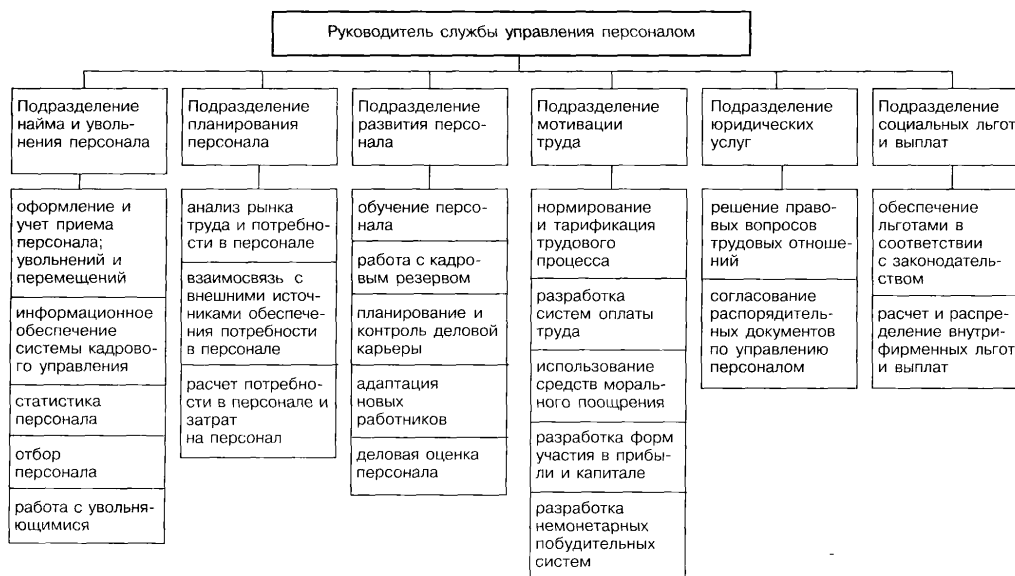 Руководитель службы управления персоналом
Подразделение
найма и уволь-
нения персонала
Подразделение
планирования
персонала
Подразделение
развития персо-
нала
Подразделение
мотивации
труда
Подразделение
юридических
услуг
Подразделение
социальных льгот
и выплат
оформление и
учет приема
персонала;
увольнений и
перемещений
информационное
обеспечение
системы кадрово-
го управления
статистика
персонала
отбор
персонала
работа с увольня-
ющимися
анализ рынка
труда и потребно-
сти в персонале
взаимосвязь с
внешними источ-
никами обеспече-
ния потребности
в персонале
расчет потребно-
сти в персонале и
затрат
на персонал
обучение персо-
нала
работа с кадро-
вым резервом
планирование и
контроль деловой
карьеры
адаптация
новых
работников
деловая оценка
персонала
нормирование
и тарификация
трудового
процесса
разработка
систем оплаты
труда
использование
средств мораль-
ного поощрения
разработка форм
участия в прибы-
ли и капитале
разработка
немонетарных
побудительных
систем
решение право-
вых вопросов
трудовых отноше-
ний
согласование
распорядитель-
ных документов
по управлению
персоналом
обеспечение
льготами в
соответствии
с законодатель-
ством
расчет и распре-
деление внутри-
фирменных льгот
и выплат